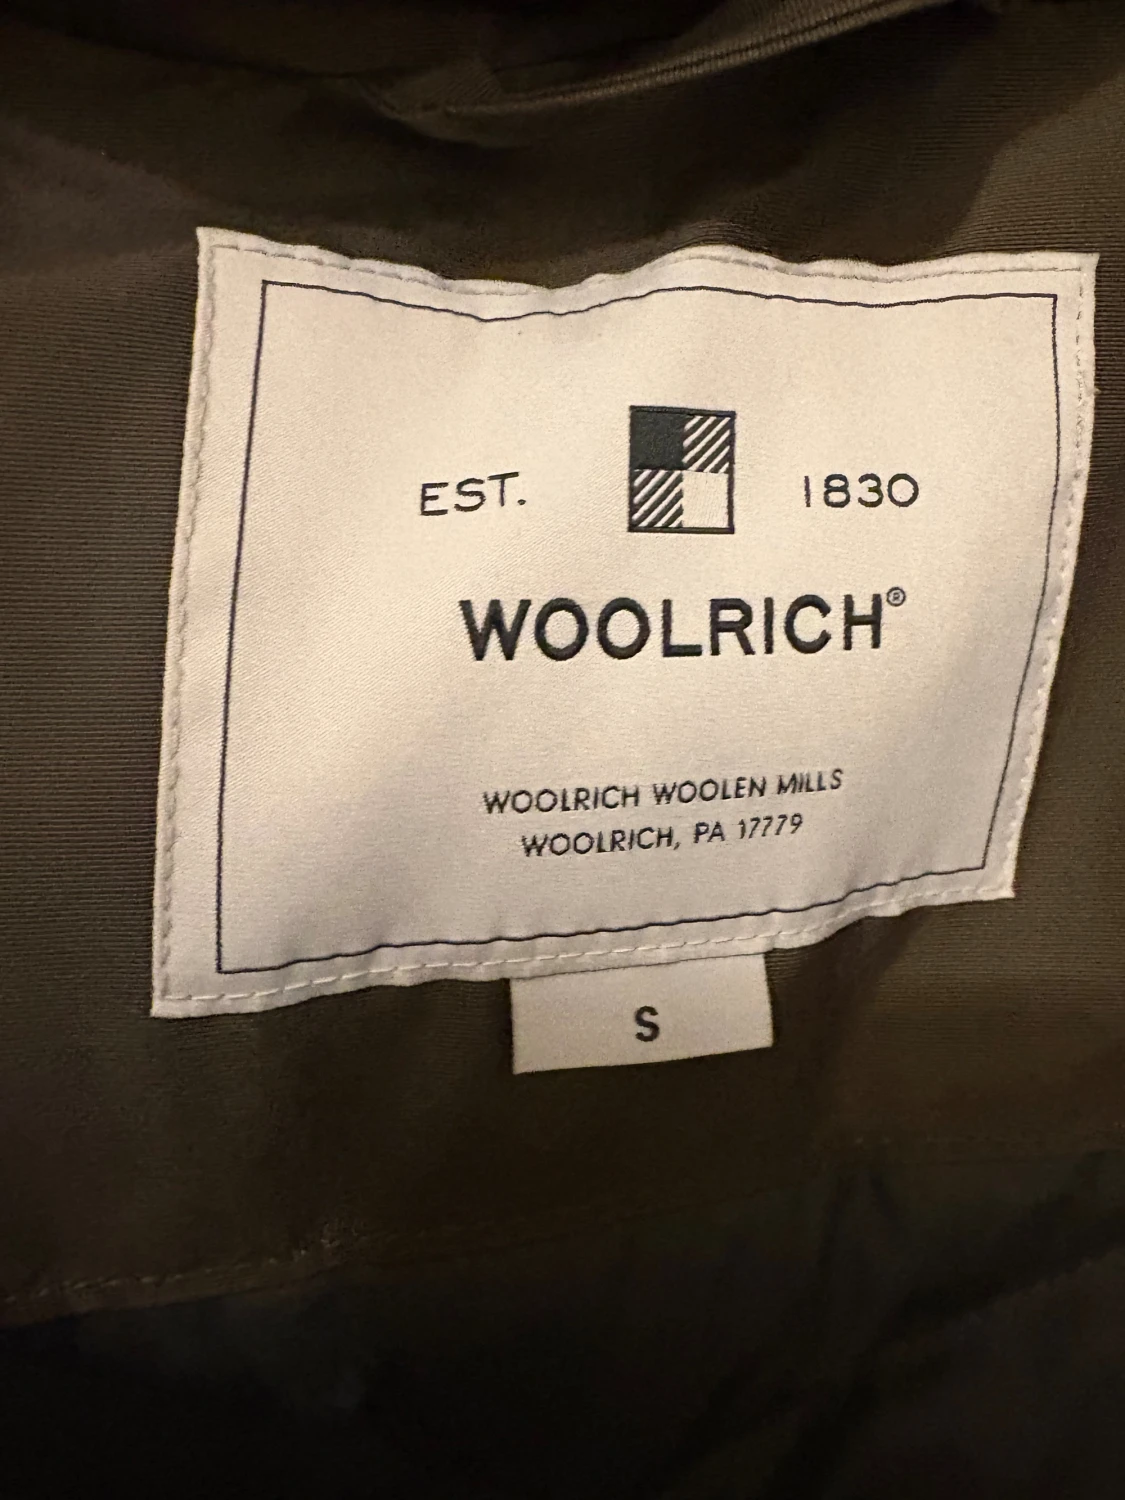 EST. 1830
WOOLRICH®
WOOLRICH WOOLEN MILLS
WOOLRICH, PA 17779
S